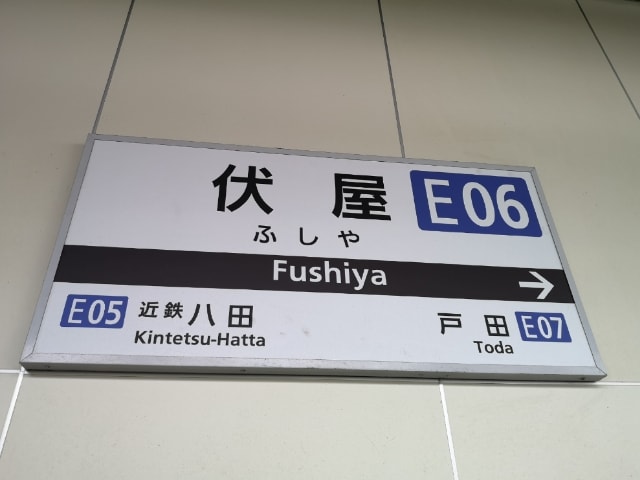 伏屋 E06
ふしや
Fushiya →
E05 近鉄八田 戸田 E07
Kintetsu-Hatta Toda